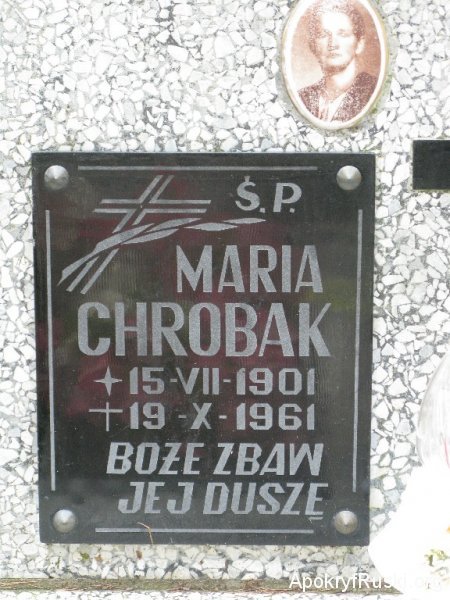 Ś.P.
MARIA
CHROBAK
15-VII-1901
19-X-1961
BOŻE ZBAW
JEJ DUSZĘ